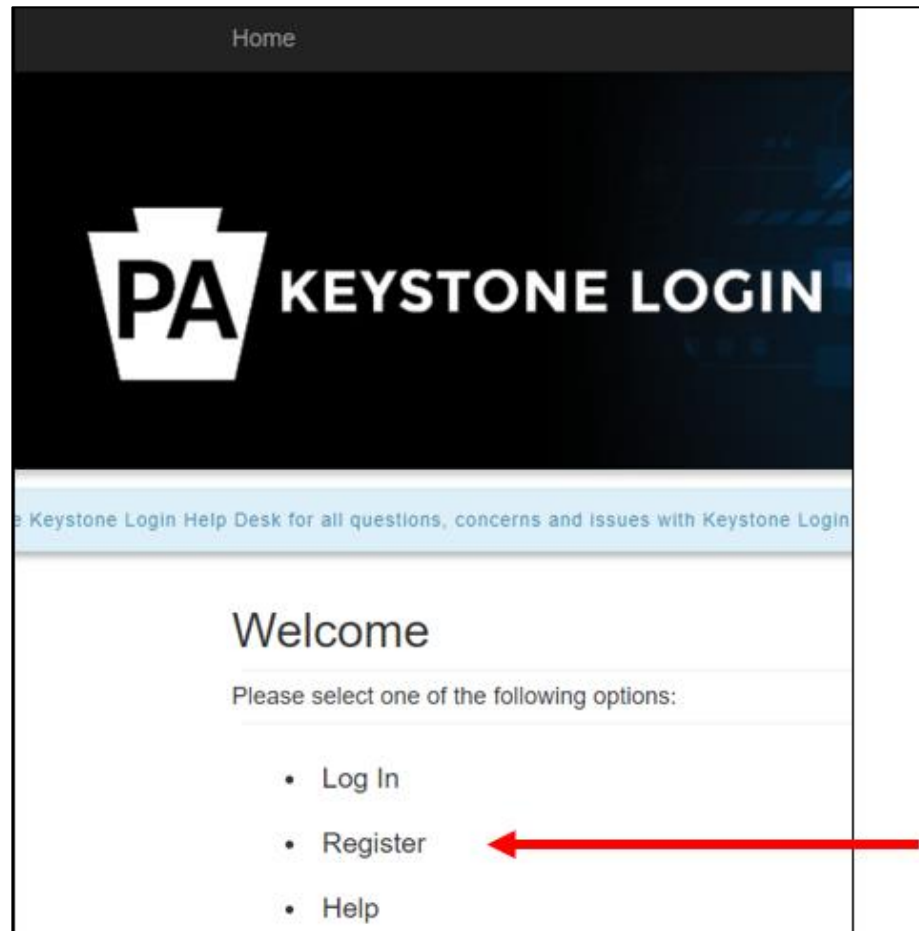 Home
PA KEYSTONE LOGIN
Keystone Login Help Desk for all questions, concerns and issues with Keystone Login
Welcome
Please select one of the following options:
• Log In
• Register
• Help